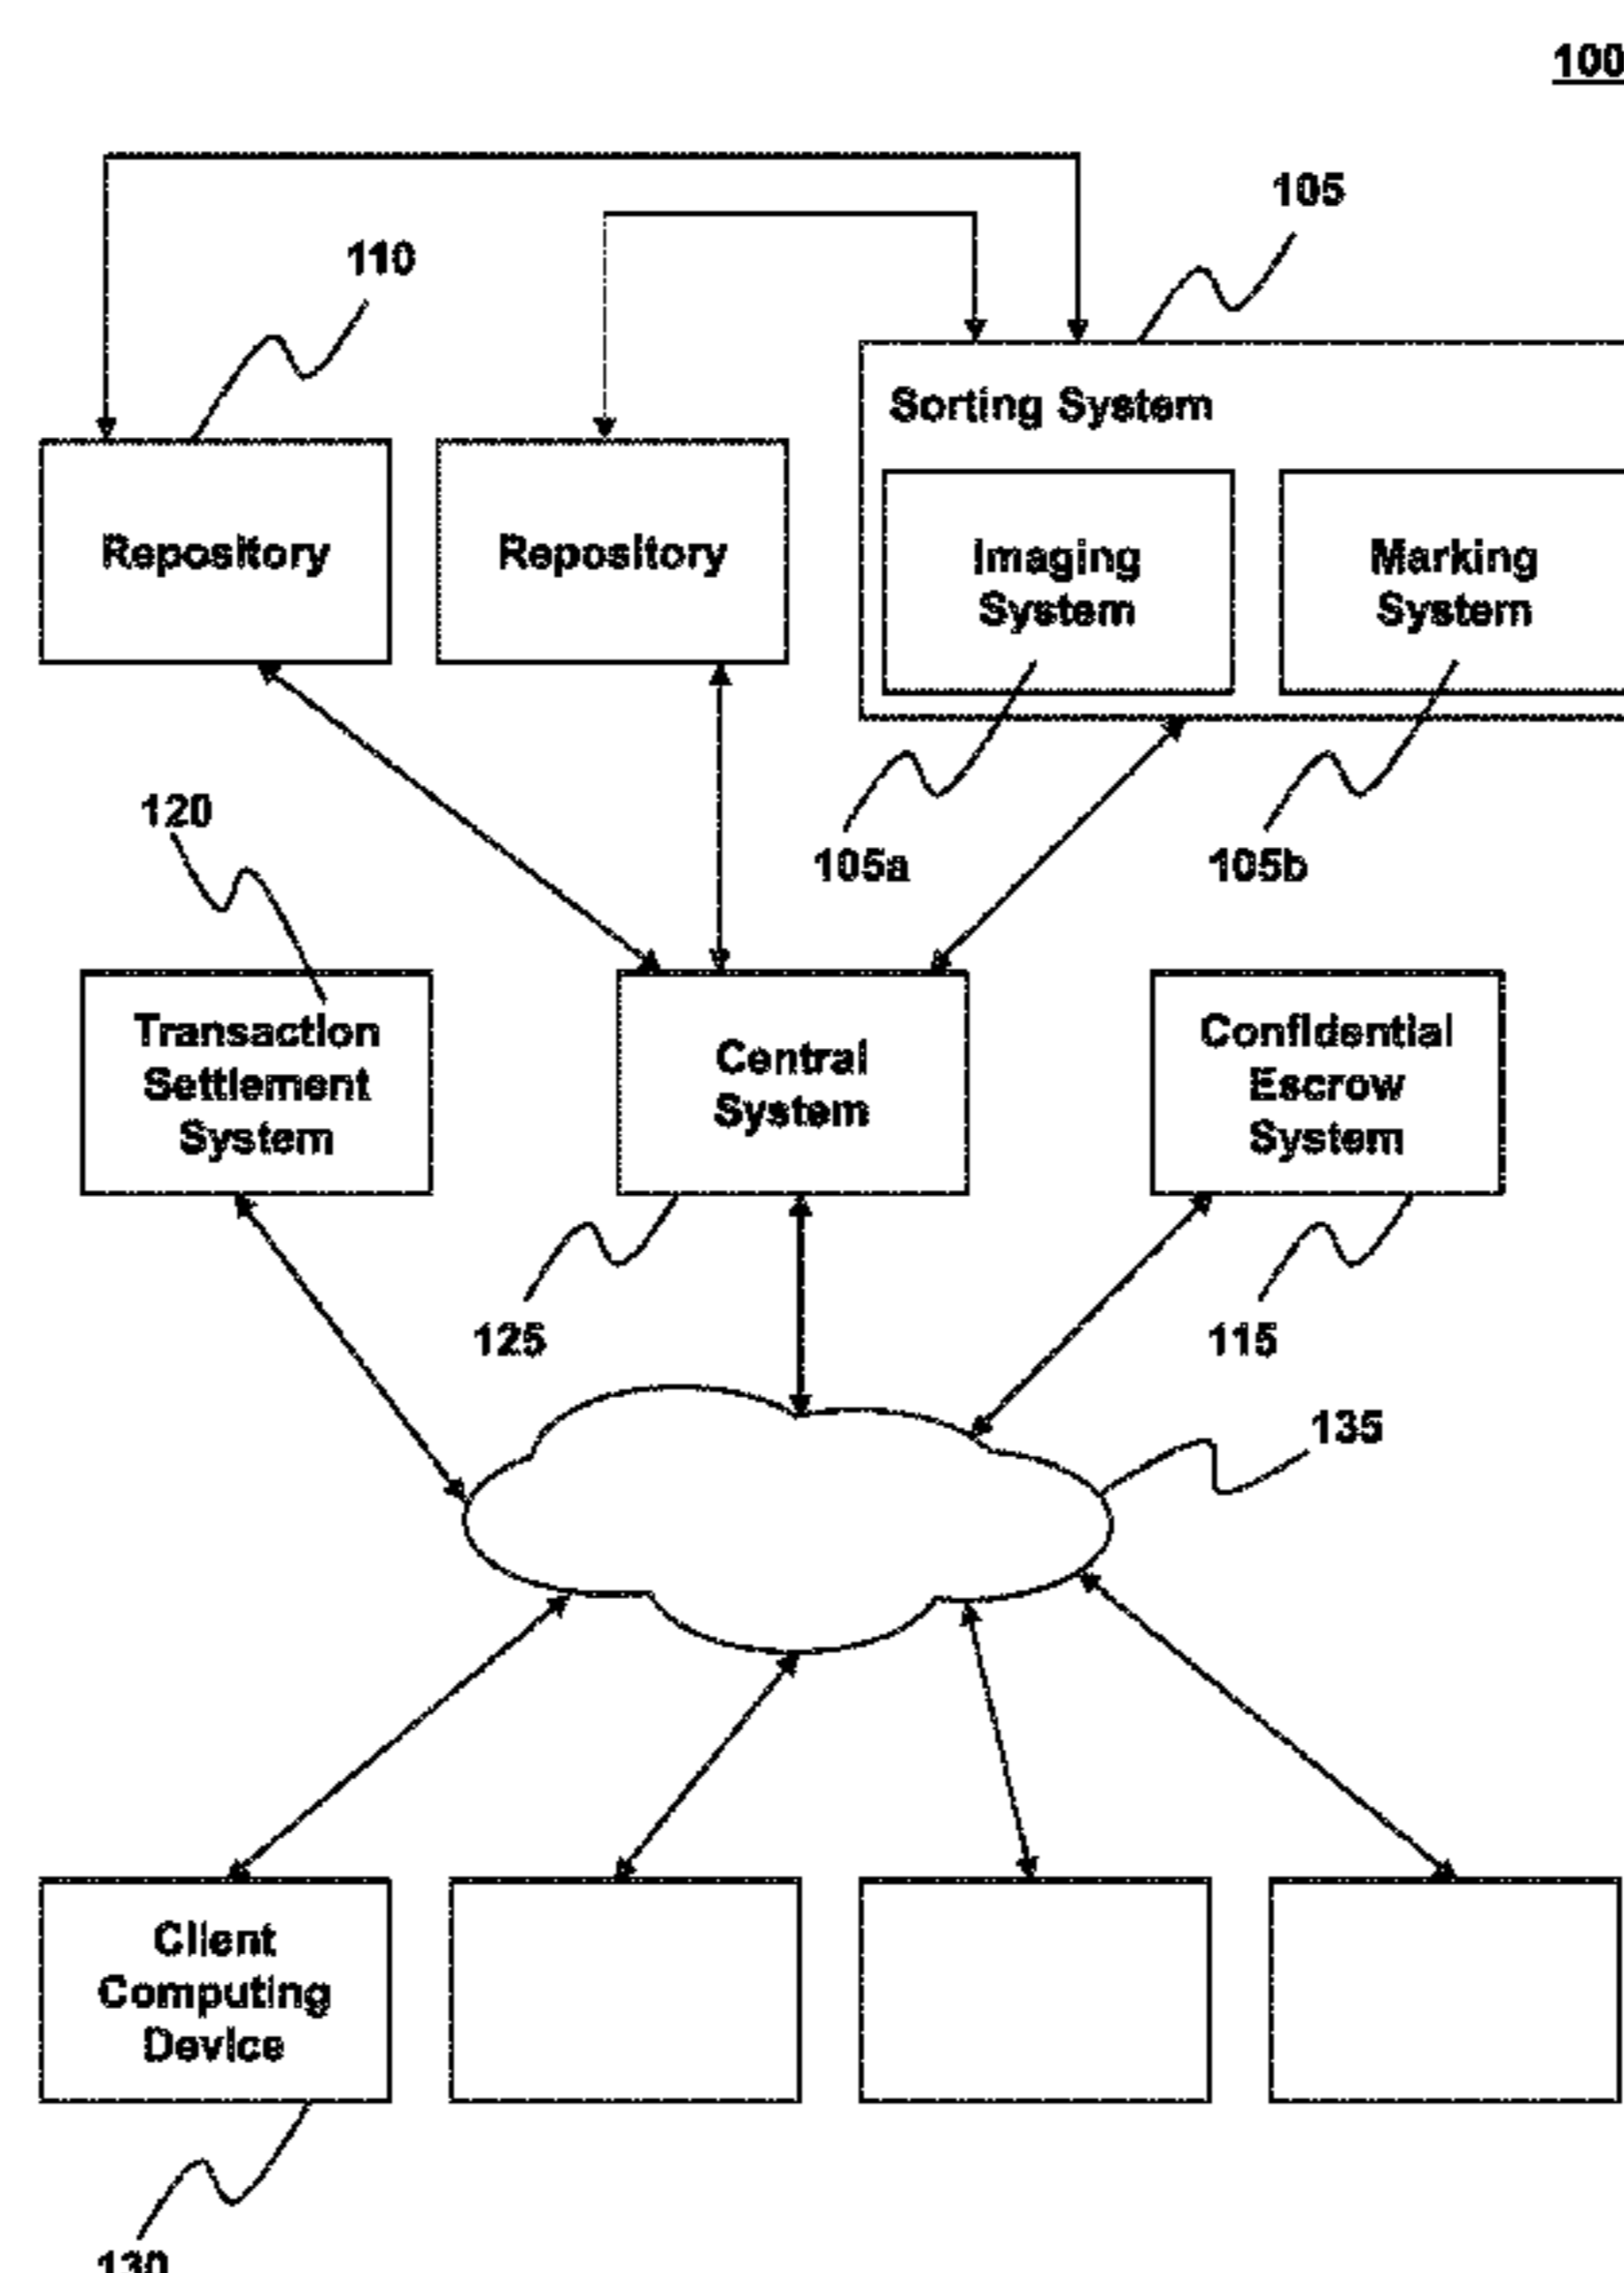 100
105
110
Sorting System
Repository
Repository
Imaging
System
Marking
System
120
105a
105b
Transaction
Settlement
System
Central
System
Confidential
Escrow
System
125
115
135
Client
Computing
Device
130